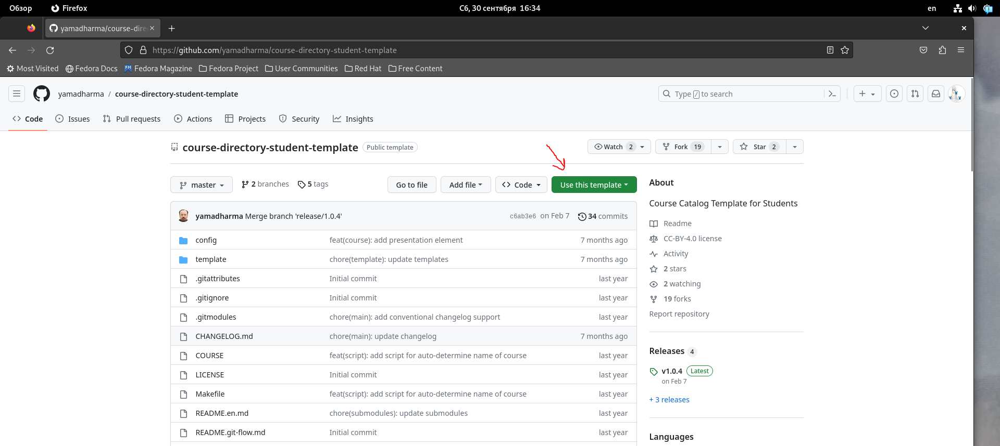 Обзор Firefox Сб, 30 сентября 16:34 en
yamadharma/course-dire
https://github.com/yamadharma/course-directory-student-template
Most Visited Fedora Docs Fedora Magazine Fedora Project User Communities Red Hat Free Content
yamadharma / course-directory-student-template Type / to search
Code Issues Pull requests Actions Projects Security Insights
course-directory-student-template Public template Watch 2 Fork 19 Star 2
master 2 branches 5 tags Go to file Add file Code Use this template
yamadharma Merge branch 'release/1.0.4' c6ab3e6 on Feb 7 34 commits
config feat(course): add presentation element 7 months ago
template chore(template): update templates 7 months ago
.gitattributes Initial commit last year
.gitignore Initial commit last year
.gitmodules chore(main): add conventional changelog support last year
CHANGELOG.md chore(main): update changelog 7 months ago
COURSE feat(script): add script for auto-determine name of course last year
LICENSE Initial commit last year
Makefile feat(script): add script for auto-determine name of course last year
README.en.md chore(submodules): update submodules last year
README.git-flow.md Initial commit last year
About
Course Catalog Template for Students
Readme
CC-BY-4.0 license
Activity
2 stars
2 watching
19 forks
Report repository
Releases 4
v1.0.4 Latest
on Feb 7
+ 3 releases
Languages